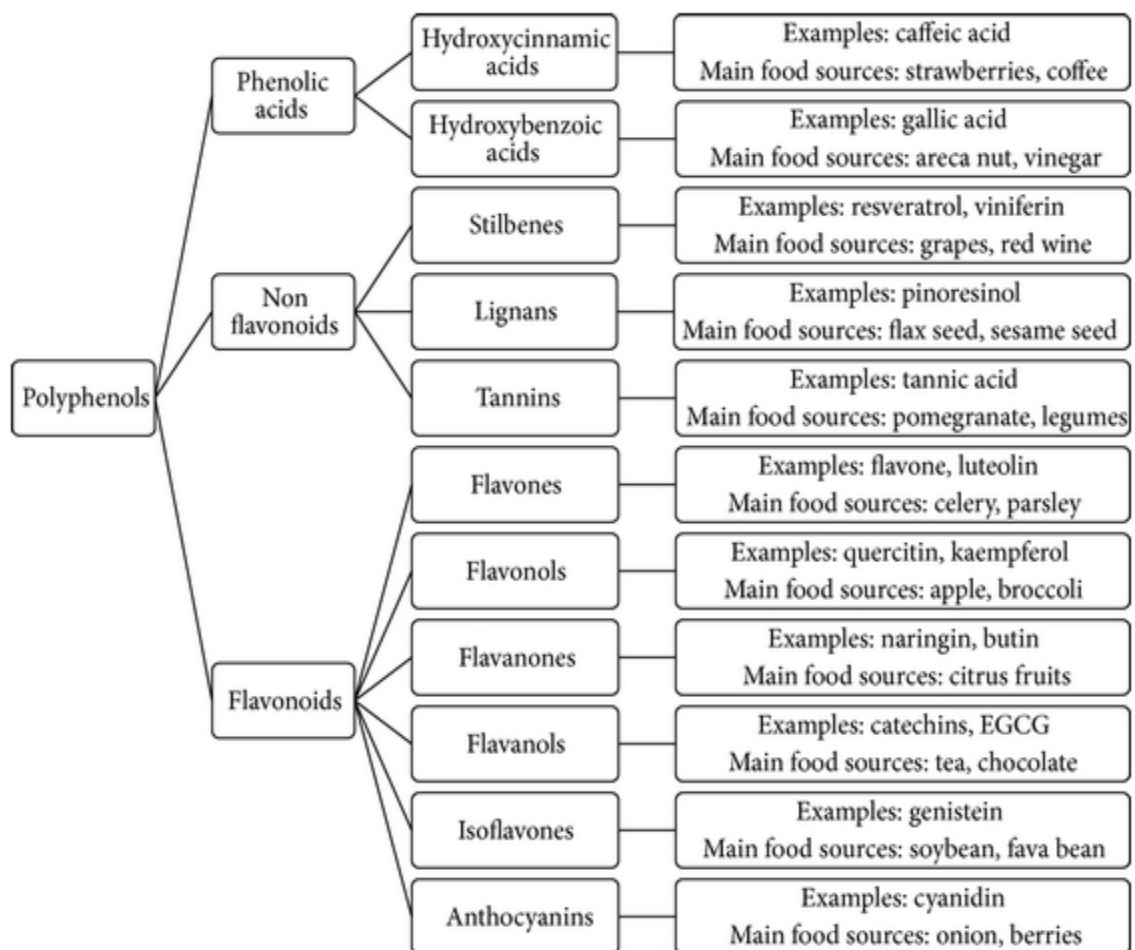 Polyphenols
Phenolic
acids
Hydroxycinnamic
acids
Examples: caffeic acid
Main food sources: strawberries, coffee
Hydroxybenzoic
acids
Examples: gallic acid
Main food sources: areca nut, vinegar
Non
flavonoids
Stilbenes
Examples: resveratrol, viniferin
Main food sources: grapes, red wine
Lignans
Examples: pinoresinol
Main food sources: flax seed, sesame seed
Tannins
Examples: tannic acid
Main food sources: pomegranate, legumes
Flavonoids
Flavones
Examples: flavone, luteolin
Main food sources: celery, parsley
Flavonols
Examples: quercitin, kaempferol
Main food sources: apple, broccoli
Flavanones
Examples: naringin, butin
Main food sources: citrus fruits
Flavanols
Examples: catechins, EGCG
Main food sources: tea, chocolate
Isoflavones
Examples: genistein
Main food sources: soybean, fava bean
Anthocyanins
Examples: cyanidin
Main food sources: onion, berries